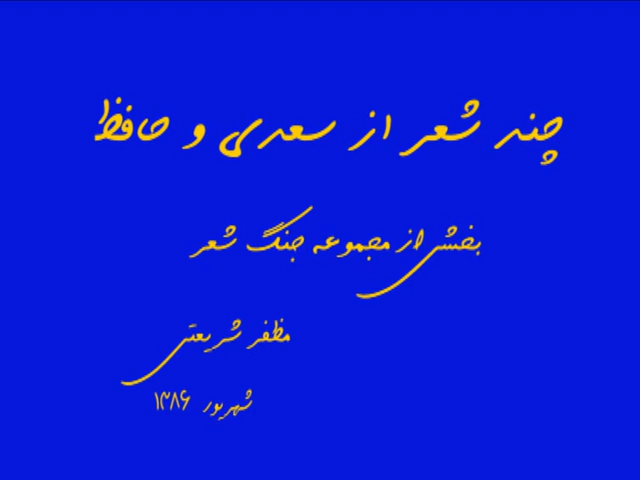 چند شعر از سعدی و حافظ
بخشی از مجموعه جنگ شعر
مظفر شریعتی
شهریور ۱۳۸۶